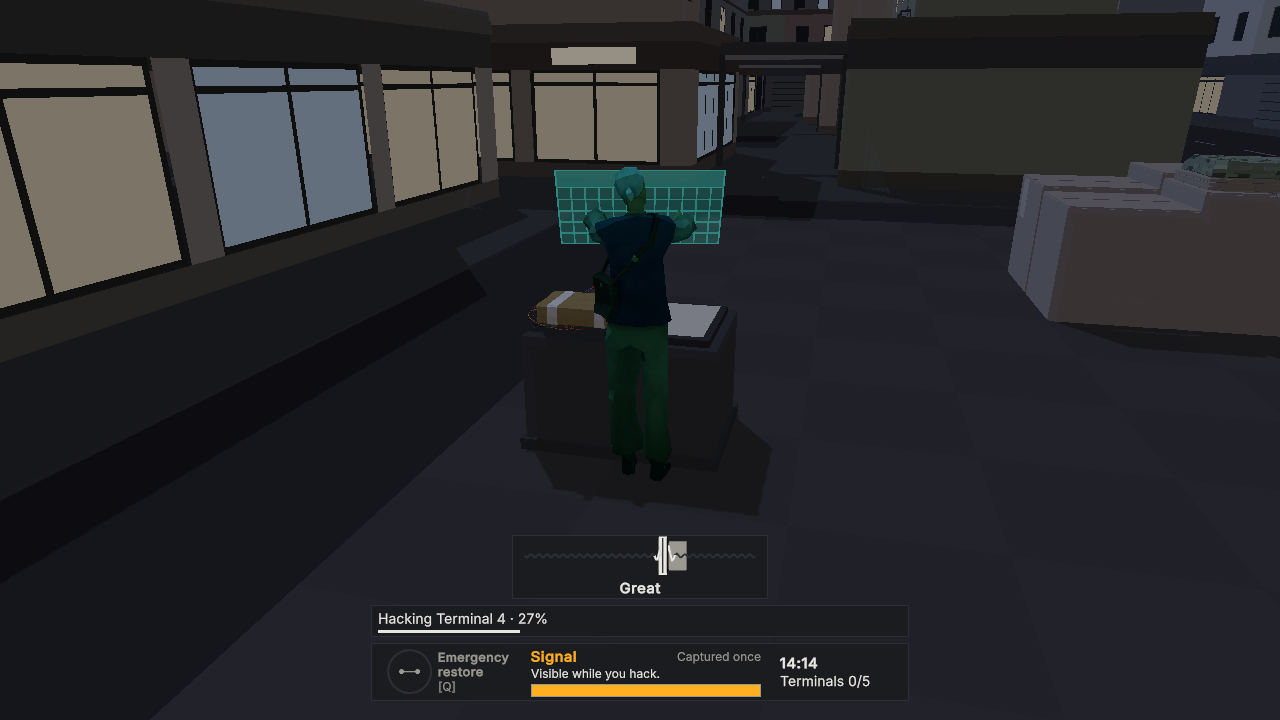 Great
Hacking Terminal 4 · 27%
Emergency restore
[Q]
Signal
Captured once
Visible while you hack.
14:14
Terminals 0/5